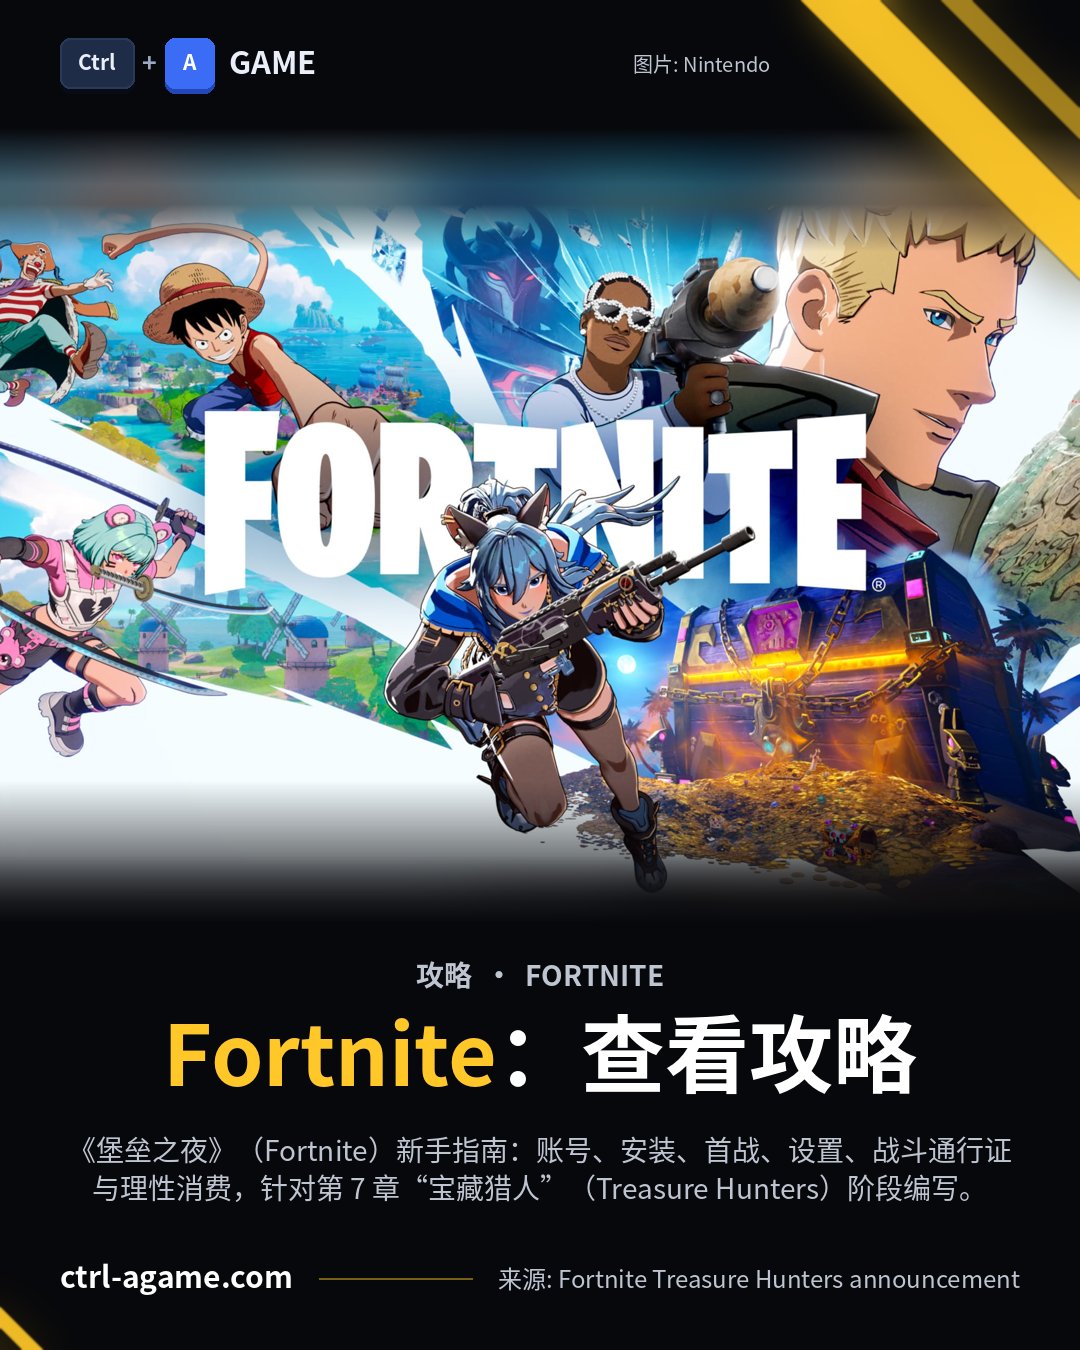 Ctrl + A GAME
图片: Nintendo
FORTNITE®
攻略 · FORTNITE
Fortnite：查看攻略
《堡垒之夜》（Fortnite）新手指南：账号、安装、首战、设置、战斗通行证
与理性消费，针对第 7 章“宝藏猎人”（Treasure Hunters）阶段编写。
ctrl-agame.com
来源: Fortnite Treasure Hunters announcement